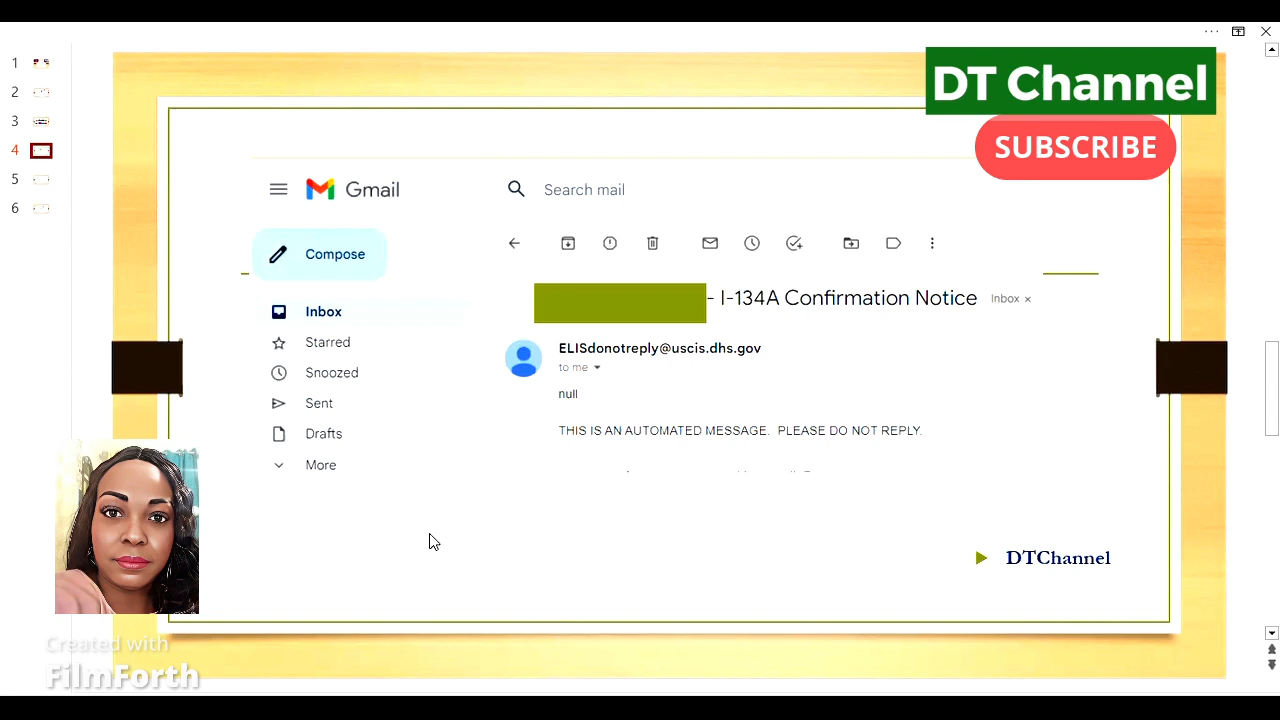 DT Channel
SUBSCRIBE
1
2
3
4
5
6
Gmail
Search mail
Compose
- I-134A Confirmation Notice
Inbox ×
Inbox
ELISdonotreply@uscis.dhs.gov
Starred
to me
Snoozed
null
Sent
Drafts
THIS IS AN AUTOMATED MESSAGE. PLEASE DO NOT REPLY.
More
DTChannel
Created with
FilmForth